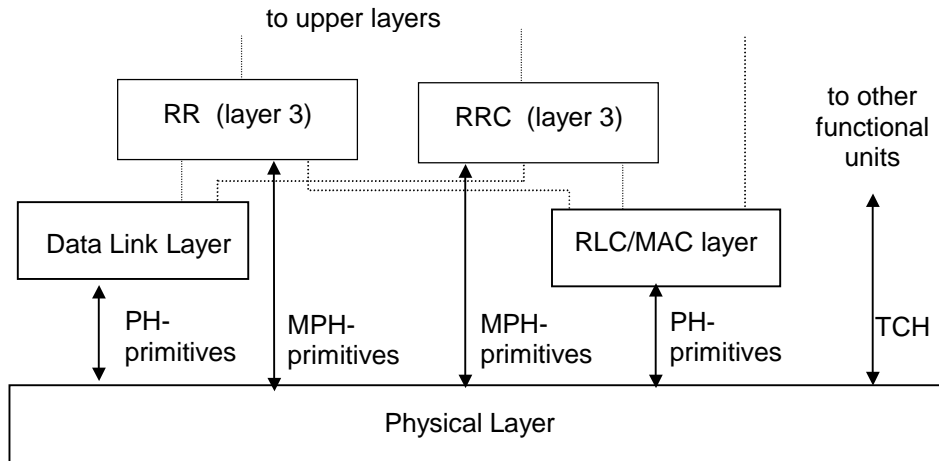 to upper layers
RR (layer 3)
RRC (layer 3)
to other
functional
units
Data Link Layer
RLC/MAC layer
PH-
primitives
MPH-
primitives
MPH-
primitives
PH-
primitives
TCH
Physical Layer